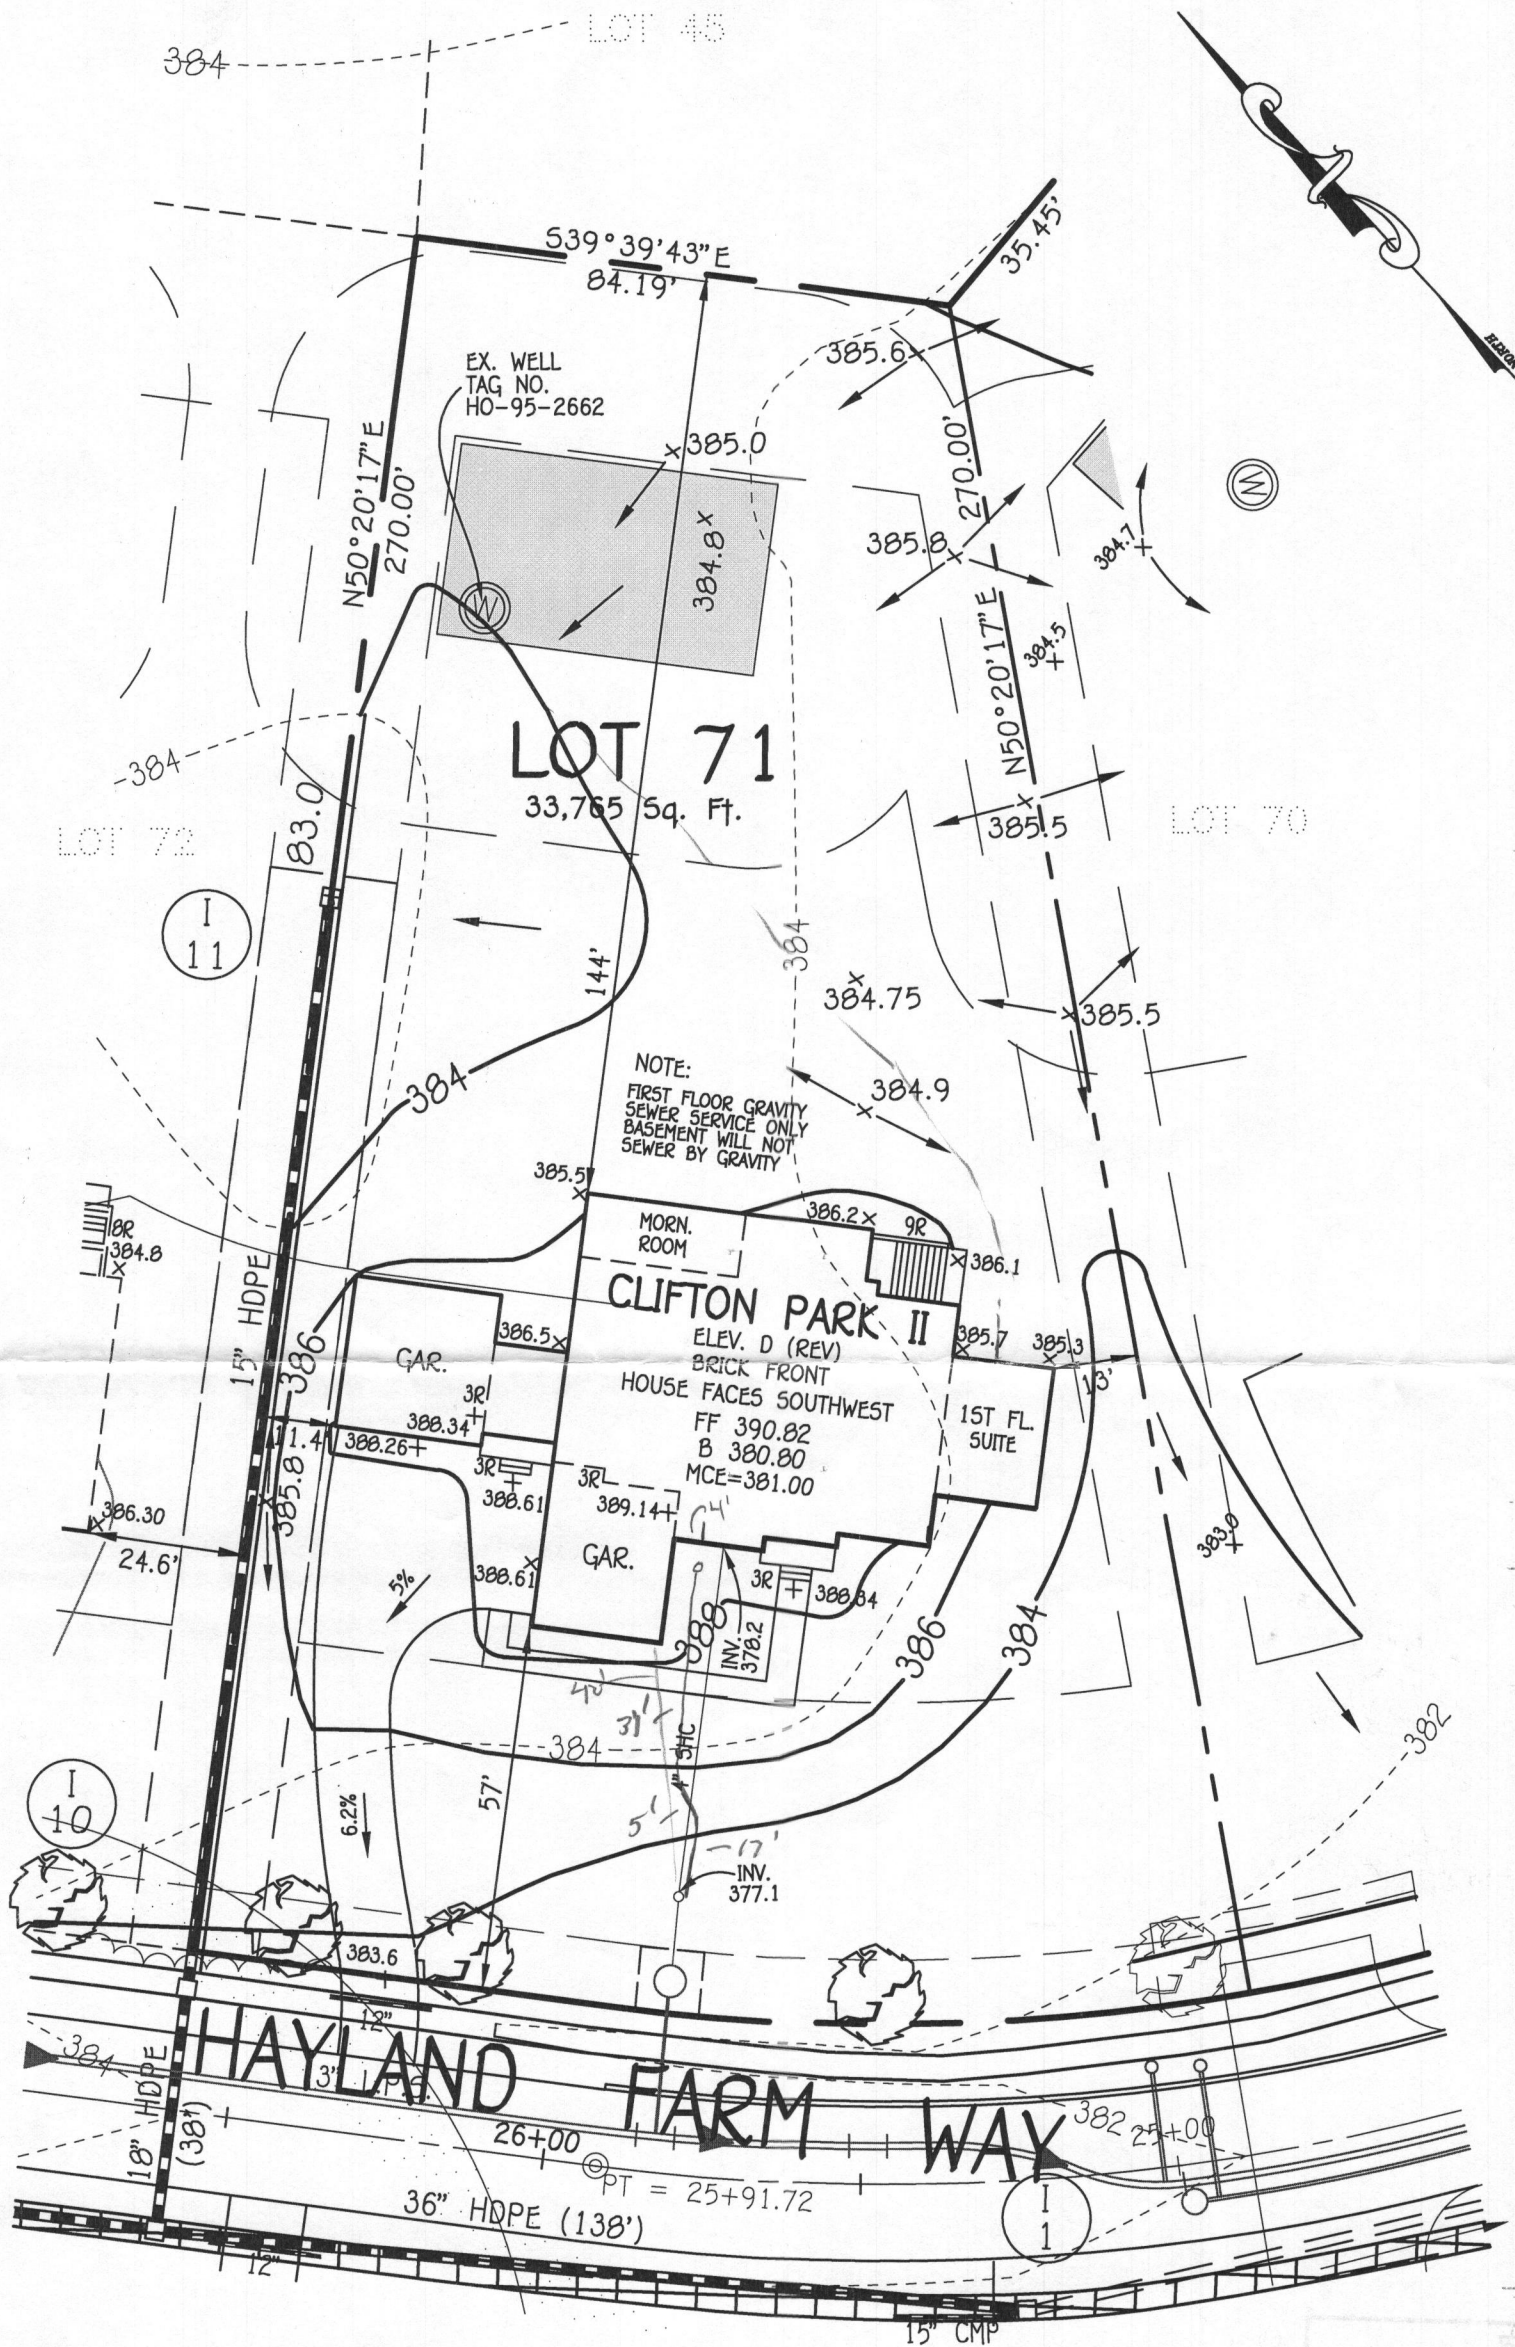 LOT 45
384
S39°39'43"E
84.19'
35.45'
NORTH
EX. WELL
TAG NO.
HO-95-2662
385.6
385.0
N50°20'17"E
270.00'
270.00'
W
385.8
384.7
384.8
W
384.5
N50°20'17"E
LOT 71
33,765 Sq. Ft.
384
83.0
LOT 72
385.5
LOT 70
I
11
144'
384
384.75
385.5
384
NOTE:
FIRST FLOOR GRAVITY
SEWER SERVICE ONLY
BASEMENT WILL NOT
SEWER BY GRAVITY
384.9
385.5
8R
384.8
MORN.
ROOM
386.2
9R
386.1
15" HDPE
386
CLIFTON PARK II
386.5
ELEV. D (REV)
BRICK FRONT
HOUSE FACES SOUTHWEST
FF 390.82
B 380.80
MCE=381.00
385.7
385.3
13'
GAR.
3R
388.34
1ST FL.
SUITE
11.4'
388.26
385.8
3R
388.61
3R
389.14
4'
386.30
24.6'
383.0
5%
388.61
GAR.
3R
388.84
388
INV.
378.2
386
384
40'
31'
384
4" SHC
382
57'
6.2%
5'
17'
INV.
377.1
I
10
383.6
12"
HAYLAND FARM WAY
384
3" L.P.S.
18" HDPE
(38')
26+00
382
25+00
PT = 25+91.72
36" HDPE (138')
I
1
12"
15" CMP